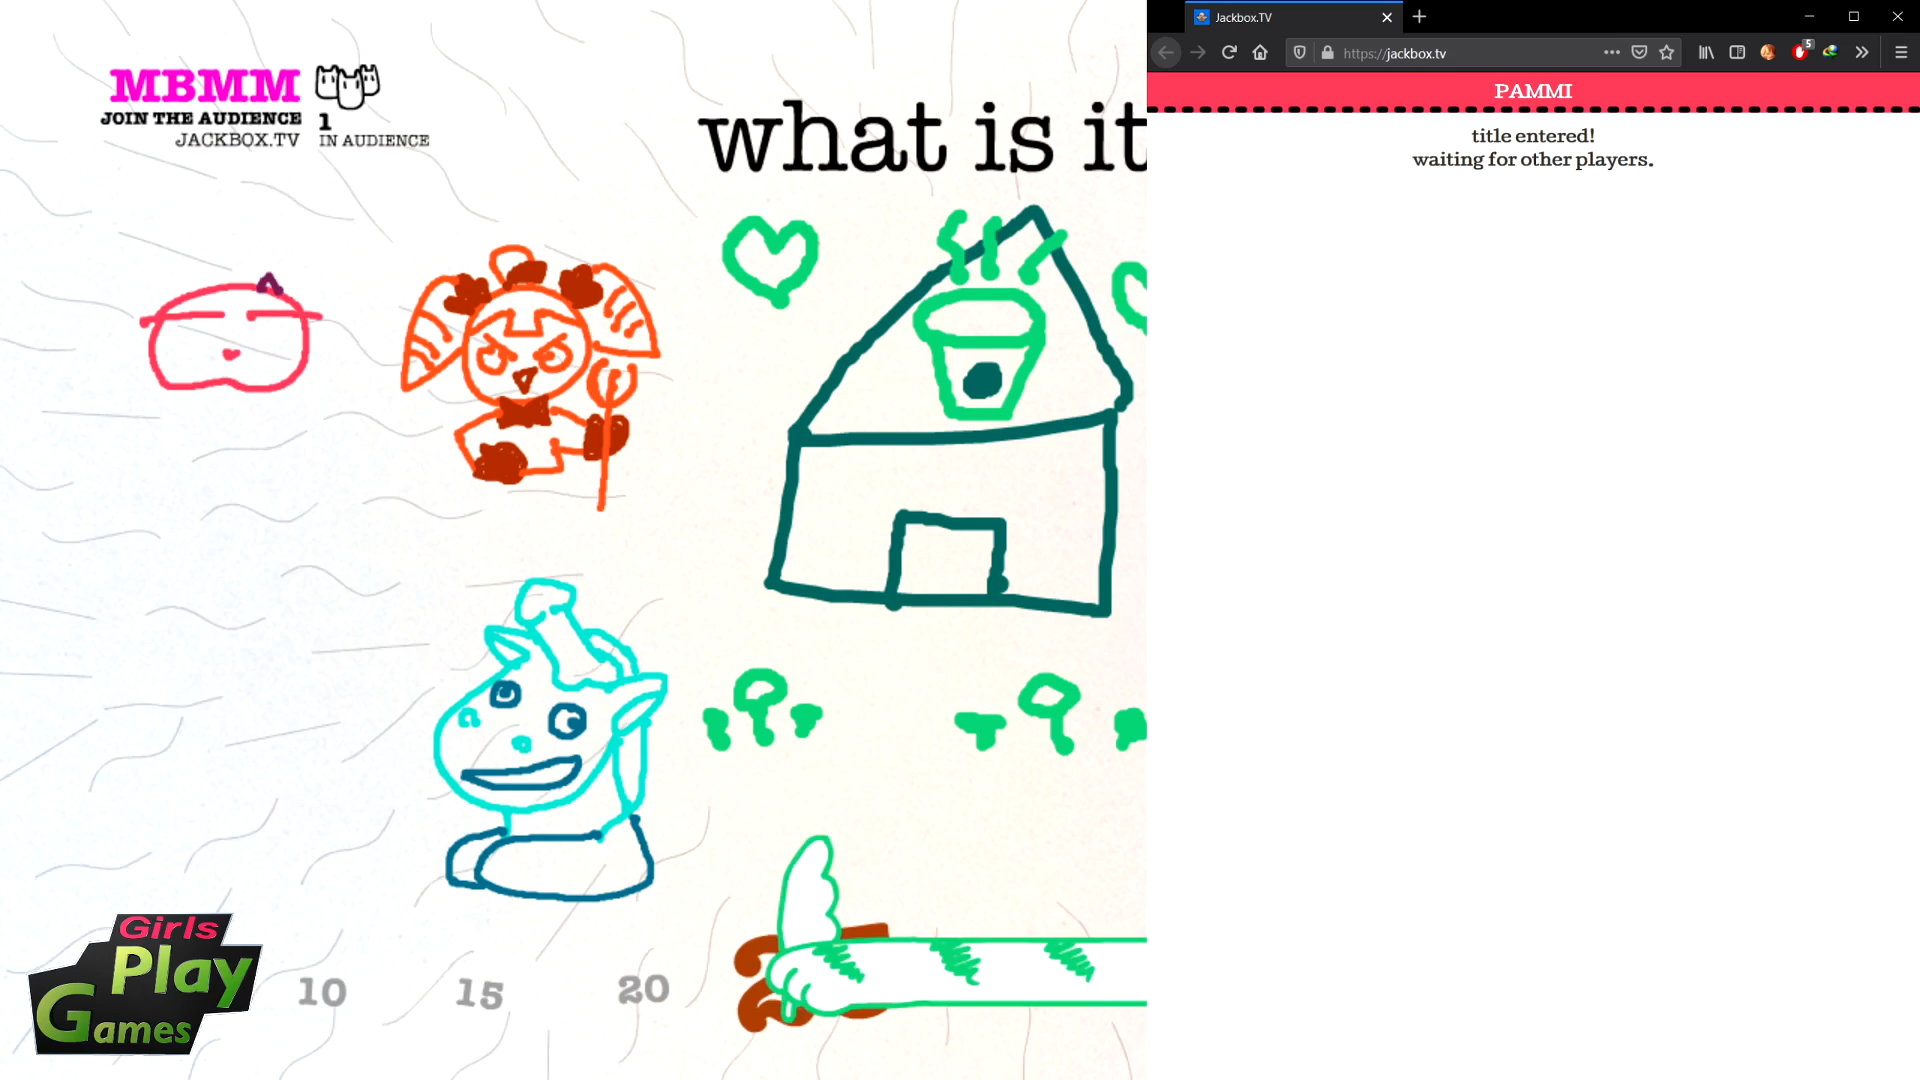 MBMM
JOIN THE AUDIENCE
JACKBOX.TV
1
IN AUDIENCE
what is it
10
15
20
Girls
Play
Games
Jackbox.TV
https://jackbox.tv
5
PAMMI
title entered!
waiting for other players.